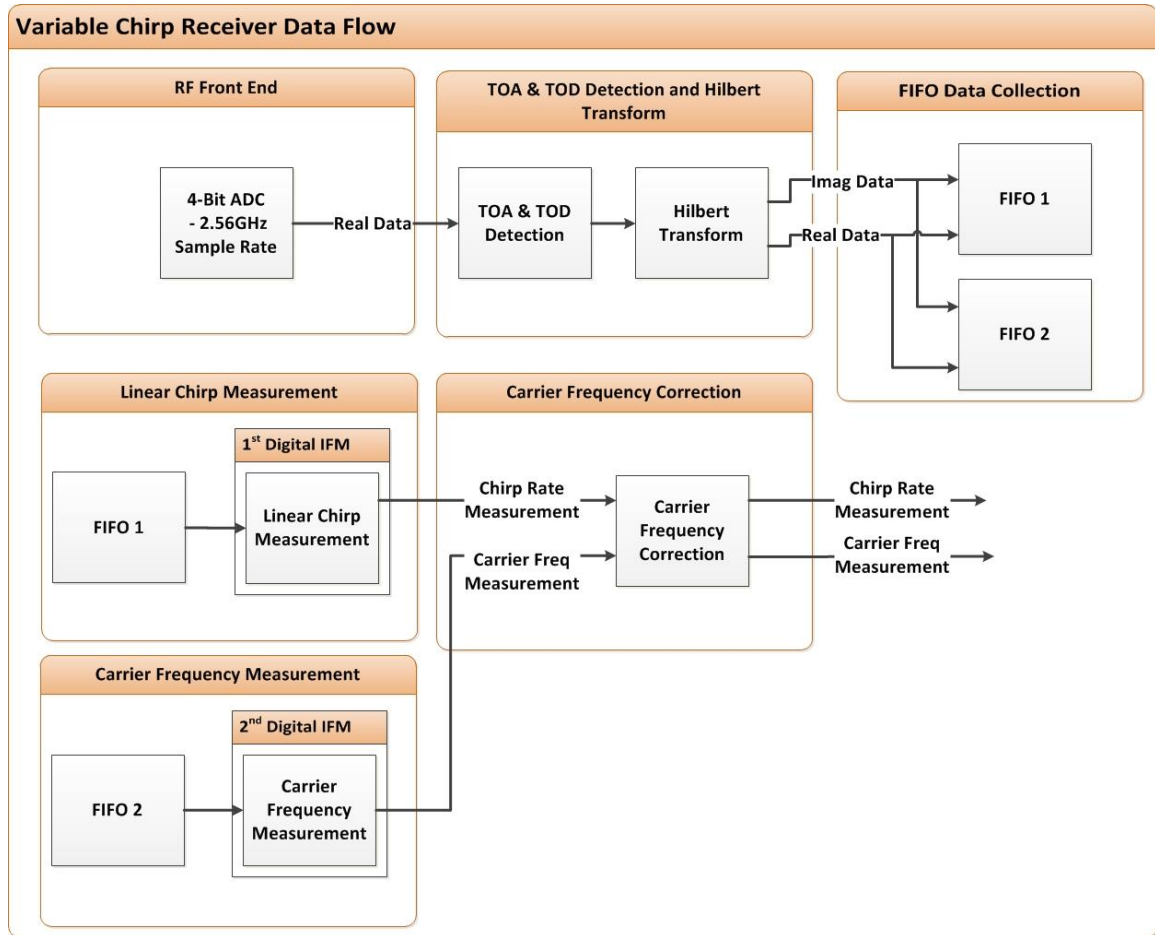 Variable Chirp Receiver Data Flow
RF Front End
4-Bit ADC
- 2.56GHz
Sample Rate
Real Data
TOA & TOD Detection and Hilbert
Transform
TOA & TOD
Detection
Hilbert
Transform
Imag Data
Real Data
FIFO Data Collection
FIFO 1
FIFO 2
Linear Chirp Measurement
FIFO 1
1st Digital IFM
Linear Chirp
Measurement
Carrier Frequency Correction
Chirp Rate
Measurement
Carrier Freq
Measurement
Carrier
Frequency
Correction
Chirp Rate
Measurement
Carrier Freq
Measurement
Carrier Frequency Measurement
FIFO 2
2nd Digital IFM
Carrier
Frequency
Measurement